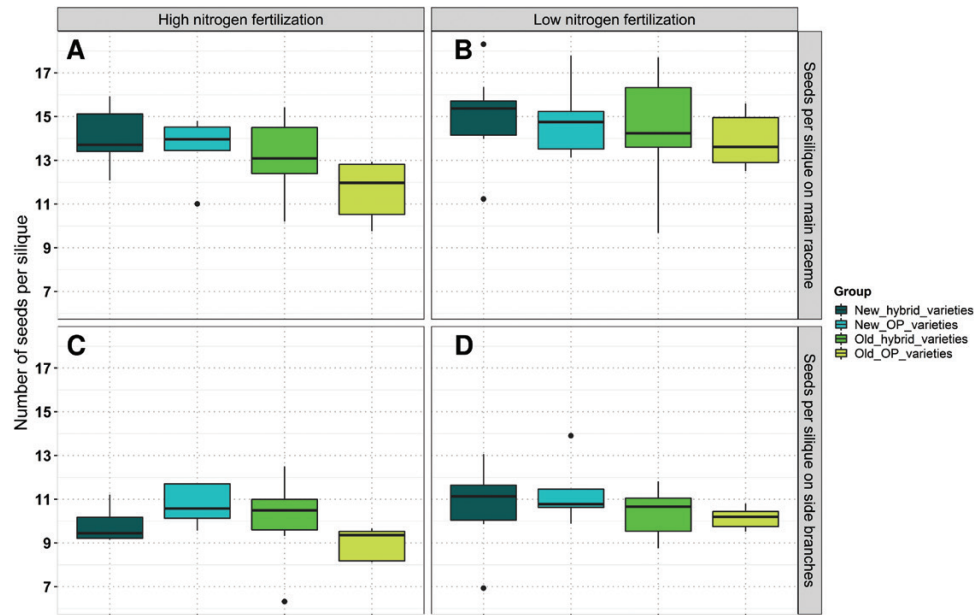 High nitrogen fertilization
Low nitrogen fertilization
A
B
17
15
13
11
9
7
Seeds per silique on main raceme
Number of seeds per silique
C
D
17
15
13
11
9
7
Seeds per silique on side branches
Group
New_hybrid_varieties
New_OP_varieties
Old_hybrid_varieties
Old_OP_varieties